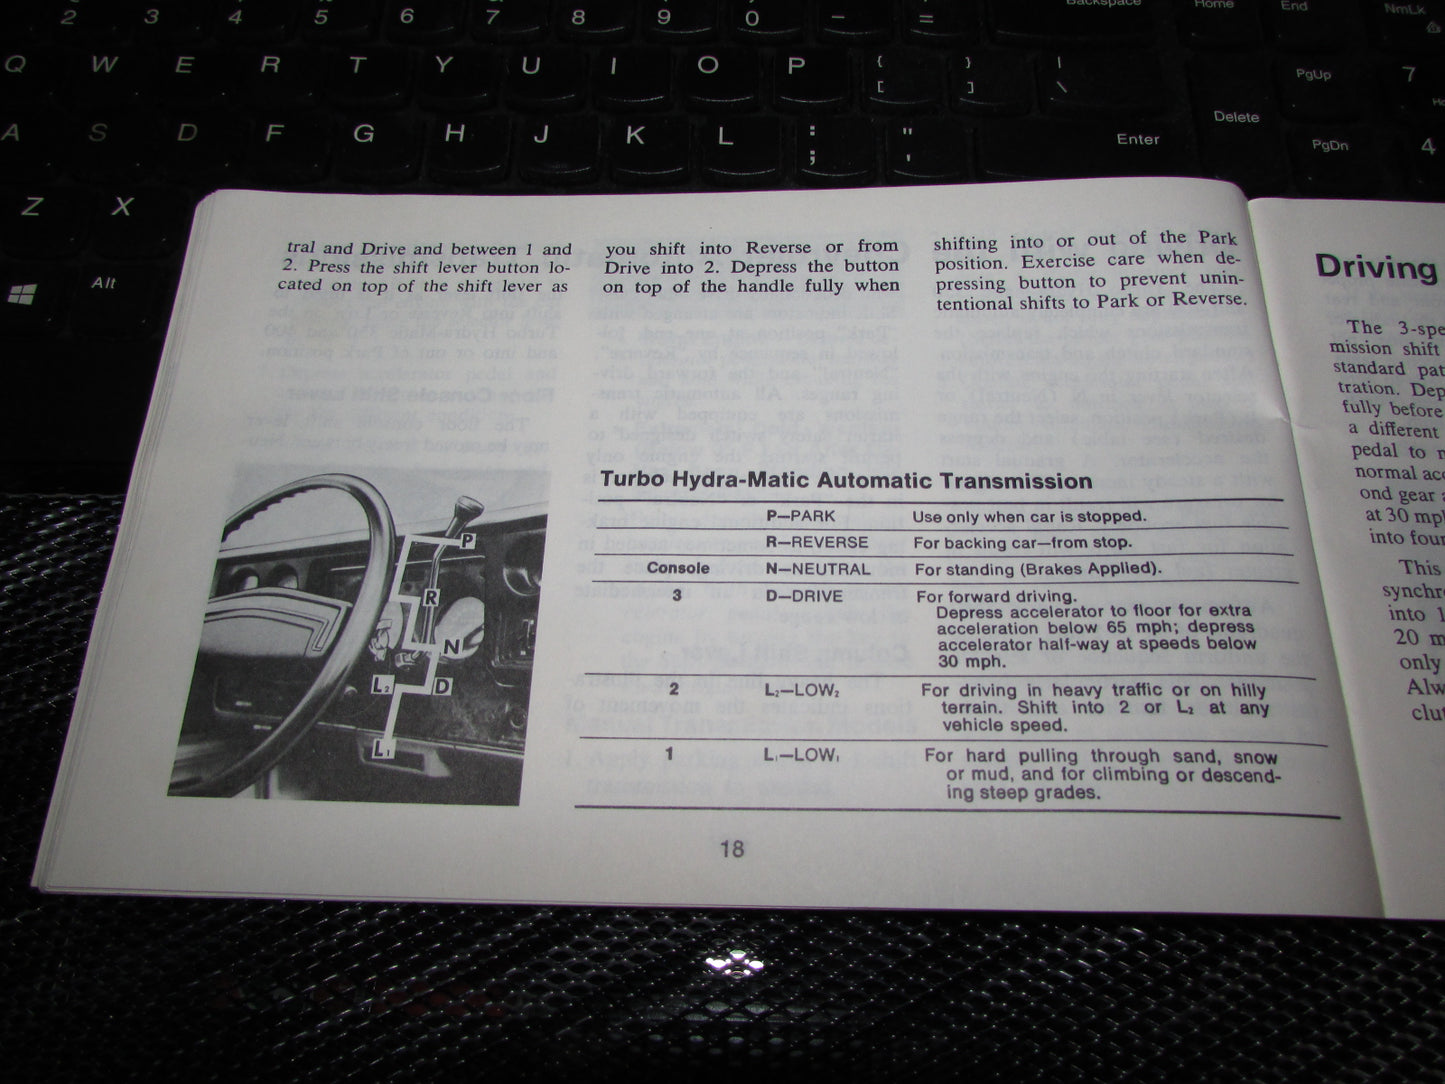 2 3 4 5 6 7 8 9 0 - = Backspace Home End NmLk
Q W E R T Y U I O P { [ } ] | \ Delete PgUp 7
A S D F G H J K L : ; " ' Enter PgDn 4
Z X
Alt
tral and Drive and between 1 and
2. Press the shift lever button lo-
cated on top of the shift lever as
you shift into Reverse or from
Drive into 2. Depress the button
on top of the handle fully when
shifting into or out of the Park
position. Exercise care when de-
pressing button to prevent unin-
tentional shifts to Park or Reverse.
P
R
N
L₂ D
L₁
Turbo Hydra-Matic Automatic Transmission
P—PARK Use only when car is stopped.
R—REVERSE For backing car—from stop.
Console N—NEUTRAL For standing (Brakes Applied).
3 D—DRIVE For forward driving.
Depress accelerator to floor for extra
acceleration below 65 mph; depress
accelerator half-way at speeds below
30 mph.
2 L₂—LOW₂ For driving in heavy traffic or on hilly
terrain. Shift into 2 or L₂ at any
vehicle speed.
1 L₁—LOW₁ For hard pulling through sand, snow
or mud, and for climbing or descend-
ing steep grades.
18
Driving
The 3-spe
mission shift
standard pat
tration. Dep
fully before
a different
pedal to
normal acc
ond gear
at 30 mph
into four
This
synchro
into 1
20 m
only
Alw
clut